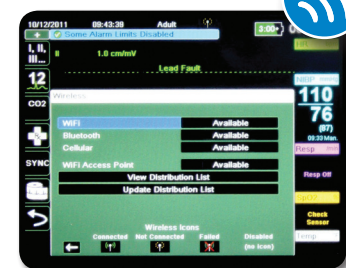 10/12/2011 09:43:39 Adult
3:00
Some Alarm Limits Disabled
I, II, III...
II 1.0 cm/mV
Lead Fault
12
CO2
SYNC
NIBP
110
76
(87)
09:33 Man.
Resp
Resp Off
Check
Sensor
Temp
Wireless
WiFi Available
Bluetooth Available
Cellular Available
WiFi Access Point Available
View Distribution List
Update Distribution List
Wireless Icons
Connected Not Connected Failed Disabled
(no icon)